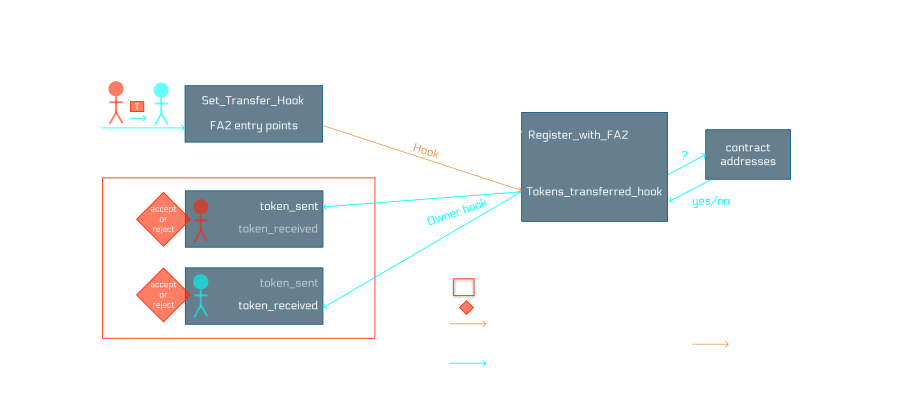 T
Set_Transfer_Hook
FA2 entry points
Hook
Register_with_FA2
Tokens_transferred_hook
?
contract
addresses
yes/no
accept
or
reject
token_sent
token_received
Owner hook
accept
or
reject
token_sent
token_received